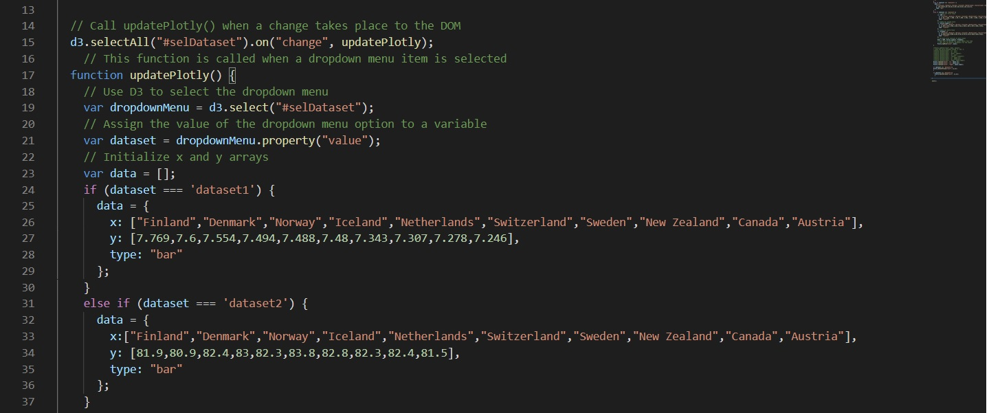 13
14 // Call updatePlotly() when a change takes place to the DOM
15 d3.selectAll("#selDataset").on("change", updatePlotly);
16 // This function is called when a dropdown menu item is selected
17 function updatePlotly() {
18 // Use D3 to select the dropdown menu
19 var dropdownMenu = d3.select("#selDataset");
20 // Assign the value of the dropdown menu option to a variable
21 var dataset = dropdownMenu.property("value");
22 // Initialize x and y arrays
23 var data = [];
24 if (dataset === 'dataset1') {
25 data = {
26 x: ["Finland","Denmark","Norway","Iceland","Netherlands","Switzerland","Sweden","New Zealand","Canada","Austria"],
27 y: [7.769,7.6,7.554,7.494,7.488,7.48,7.343,7.307,7.278,7.246],
28 type: "bar"
29 };
30 }
31 else if (dataset === 'dataset2') {
32 data = {
33 x:["Finland","Denmark","Norway","Iceland","Netherlands","Switzerland","Sweden","New Zealand","Canada","Austria"],
34 y: [81.9,80.9,82.4,83,82.3,83.8,82.8,82.3,82.4,81.5],
35 type: "bar"
36 };
37 }